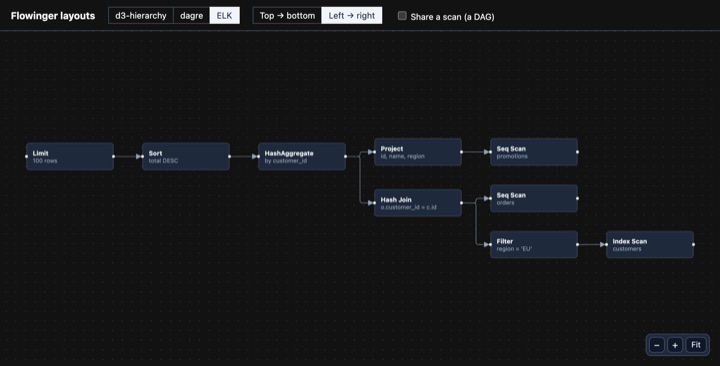 Flowinger layouts
d3-hierarchy dagre ELK
Top → bottom Left → right
Share a scan (a DAG)
Limit
100 rows
Sort
total DESC
HashAggregate
by customer_id
Project
id, name, region
Seq Scan
promotions
Hash Join
o.customer_id = c.id
Seq Scan
orders
Filter
region = 'EU'
Index Scan
customers
− + Fit